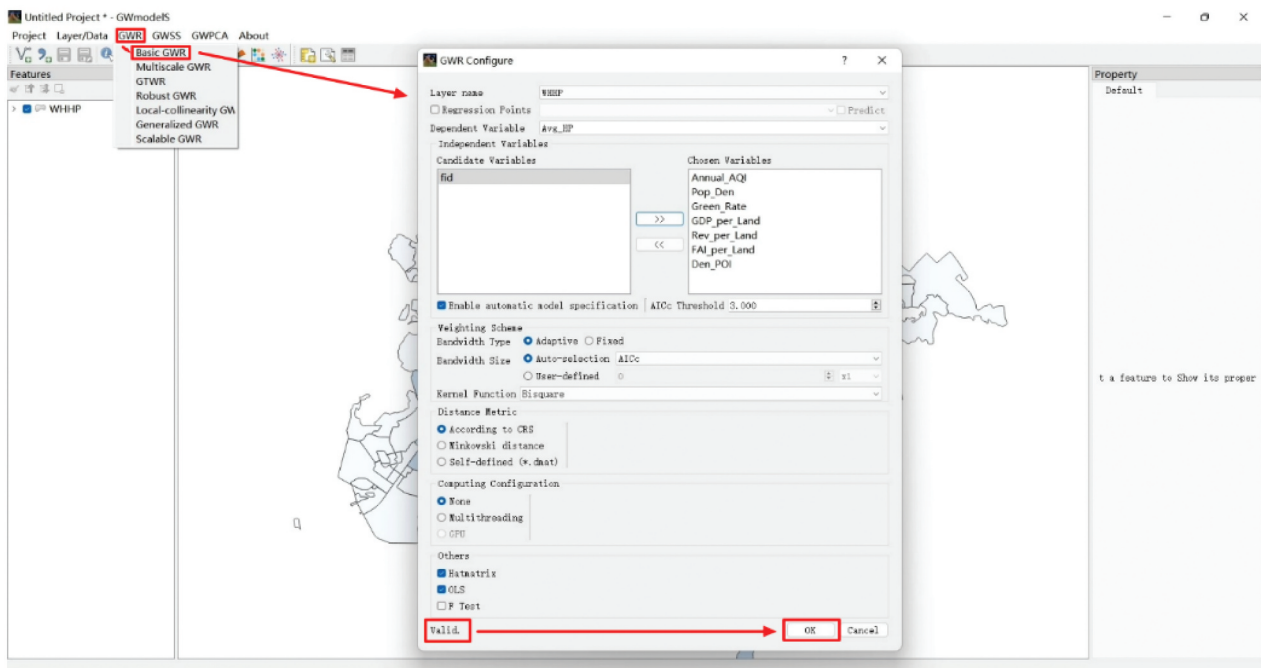 Untitled Project * - GWmodelS
Project Layer/Data GWR GWSS GWPCA About
Basic GWR
Multiscale GWR
GTWR
Robust GWR
Local-collinearity GW
Generalized GWR
Scalable GWR
Features
WHHP
GWR Configure
Layer name WHHP
Regression Points Predict
Dependent Variable Avg_HP
Independent Variables
Candidate Variables
fid
>>
<<
Chosen Variables
Annual_AQI
Pop_Den
Green_Rate
GDP_per_Land
Rev_per_Land
FAI_per_Land
Den_POI
Enable automatic model specification AICc Threshold 3.000
Weighting Scheme
Bandwidth Type Adaptive Fixed
Bandwidth Size Auto-selection AICc
User-defined 0 x1
Kernel Function Bisquare
Distance Metric
According to CRS
Minkowski distance
Self-defined (*.dmat)
Computing Configuration
None
Multithreading
GPU
Others
Hatmatrix
OLS
F Test
Valid.
OK Cancel
Property
Default
t a feature to Show its proper